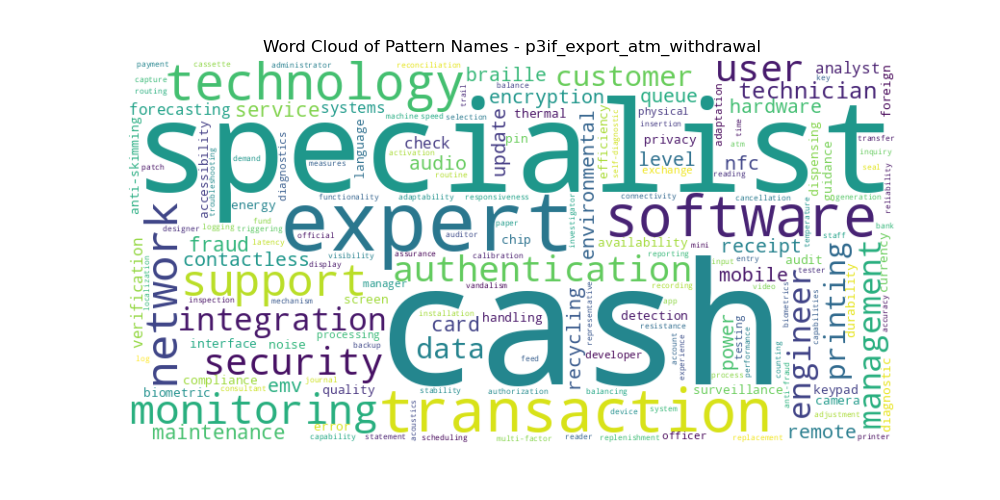 Word Cloud of Pattern Names - p3if_export_atm_withdrawal
payment cassette administrator reconciliation
capture
routing
technology
trail
balance
braille
customer
user
analyst
key
foreign
forecasting
service
systems
machine speed selection
encryption
queue
physical
insertion
adaptation
time
technician
hardware
transfer
anti-skimming
patch
accessibility
troubleshooting
demand
measures
diagnostics
language
check
activation
routine
audio
update
thermal
pin
efficiency
self-diagnostic
privacy
level
exchange
reading
nfc
atm
dispensing
guidance
inquiry
seal
reliability
specialist
energy
functionality
adaptability
responsiveness
environmental
connectivity
cancellation
temperature
regeneration
network
designer
logging
fund
triggering
official
expert
paper
auditor
chip
investigator
software
staff
bank
currency
verification
localization
fraud
latency
contactless
display
visibility
assurance
calibration
availability
reporting
mini
input
entry
receipt
audit
tester
printing
management
inspection
support
mechanism
manager
screen
authentication
vandalism
recycling
representative
recording
app
mobile
video
biometrics
capabilities
engineer
durability
accuracy
integration
installation
processing
backup
card
handling
cash
detection
resistance
account
experience
power
testing
performance
log
interface
noise
security
data
feed
developer
process
counting
anti-fraud
compliance
biometric
consultant
emv
journal
quality
stability
authorization
balancing
surveillance
keypad
camera
adjustment
diagnostic
monitoring
transaction
device
system
maintenance
error
capability
statement
acoustics
scheduling
multi-factor
reader
replenishment
officer
replacement
remote
printer